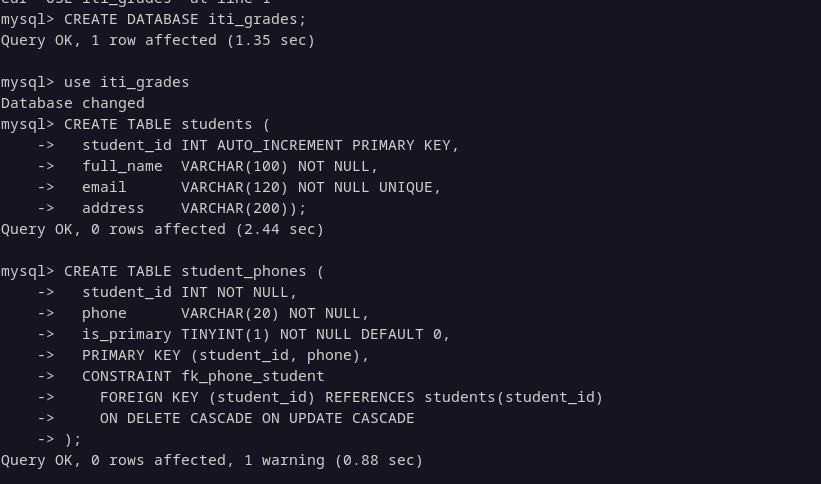 mysql> CREATE DATABASE iti_grades;
Query OK, 1 row affected (1.35 sec)

mysql> use iti_grades
Database changed
mysql> CREATE TABLE students (
    ->   student_id INT AUTO_INCREMENT PRIMARY KEY,
    ->   full_name  VARCHAR(100) NOT NULL,
    ->   email      VARCHAR(120) NOT NULL UNIQUE,
    ->   address    VARCHAR(200));
Query OK, 0 rows affected (2.44 sec)

mysql> CREATE TABLE student_phones (
    ->   student_id INT NOT NULL,
    ->   phone      VARCHAR(20) NOT NULL,
    ->   is_primary TINYINT(1) NOT NULL DEFAULT 0,
    ->   PRIMARY KEY (student_id, phone),
    ->   CONSTRAINT fk_phone_student
    ->     FOREIGN KEY (student_id) REFERENCES students(student_id)
    ->     ON DELETE CASCADE ON UPDATE CASCADE
    -> );
Query OK, 0 rows affected, 1 warning (0.88 sec)